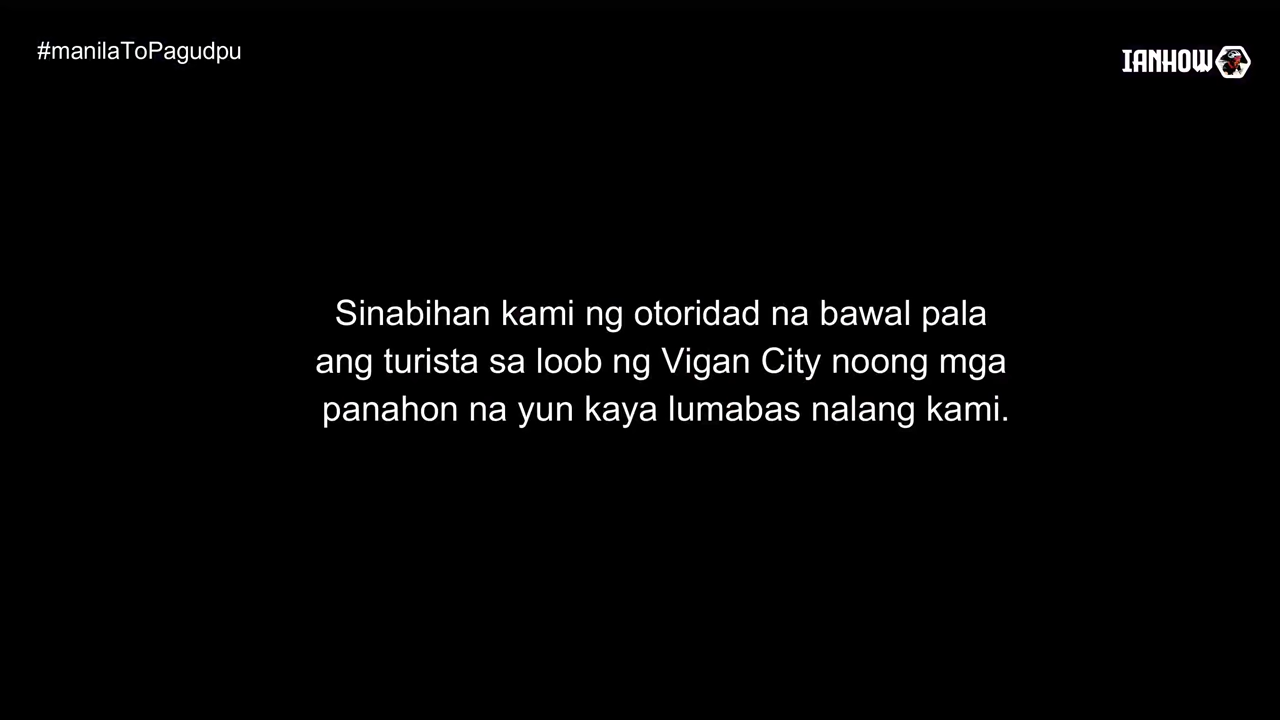 #manilaToPagudpu
IANHOW
Sinabihan kami ng otoridad na bawal pala
ang turista sa loob ng Vigan City noong mga
panahon na yun kaya lumabas nalang kami.